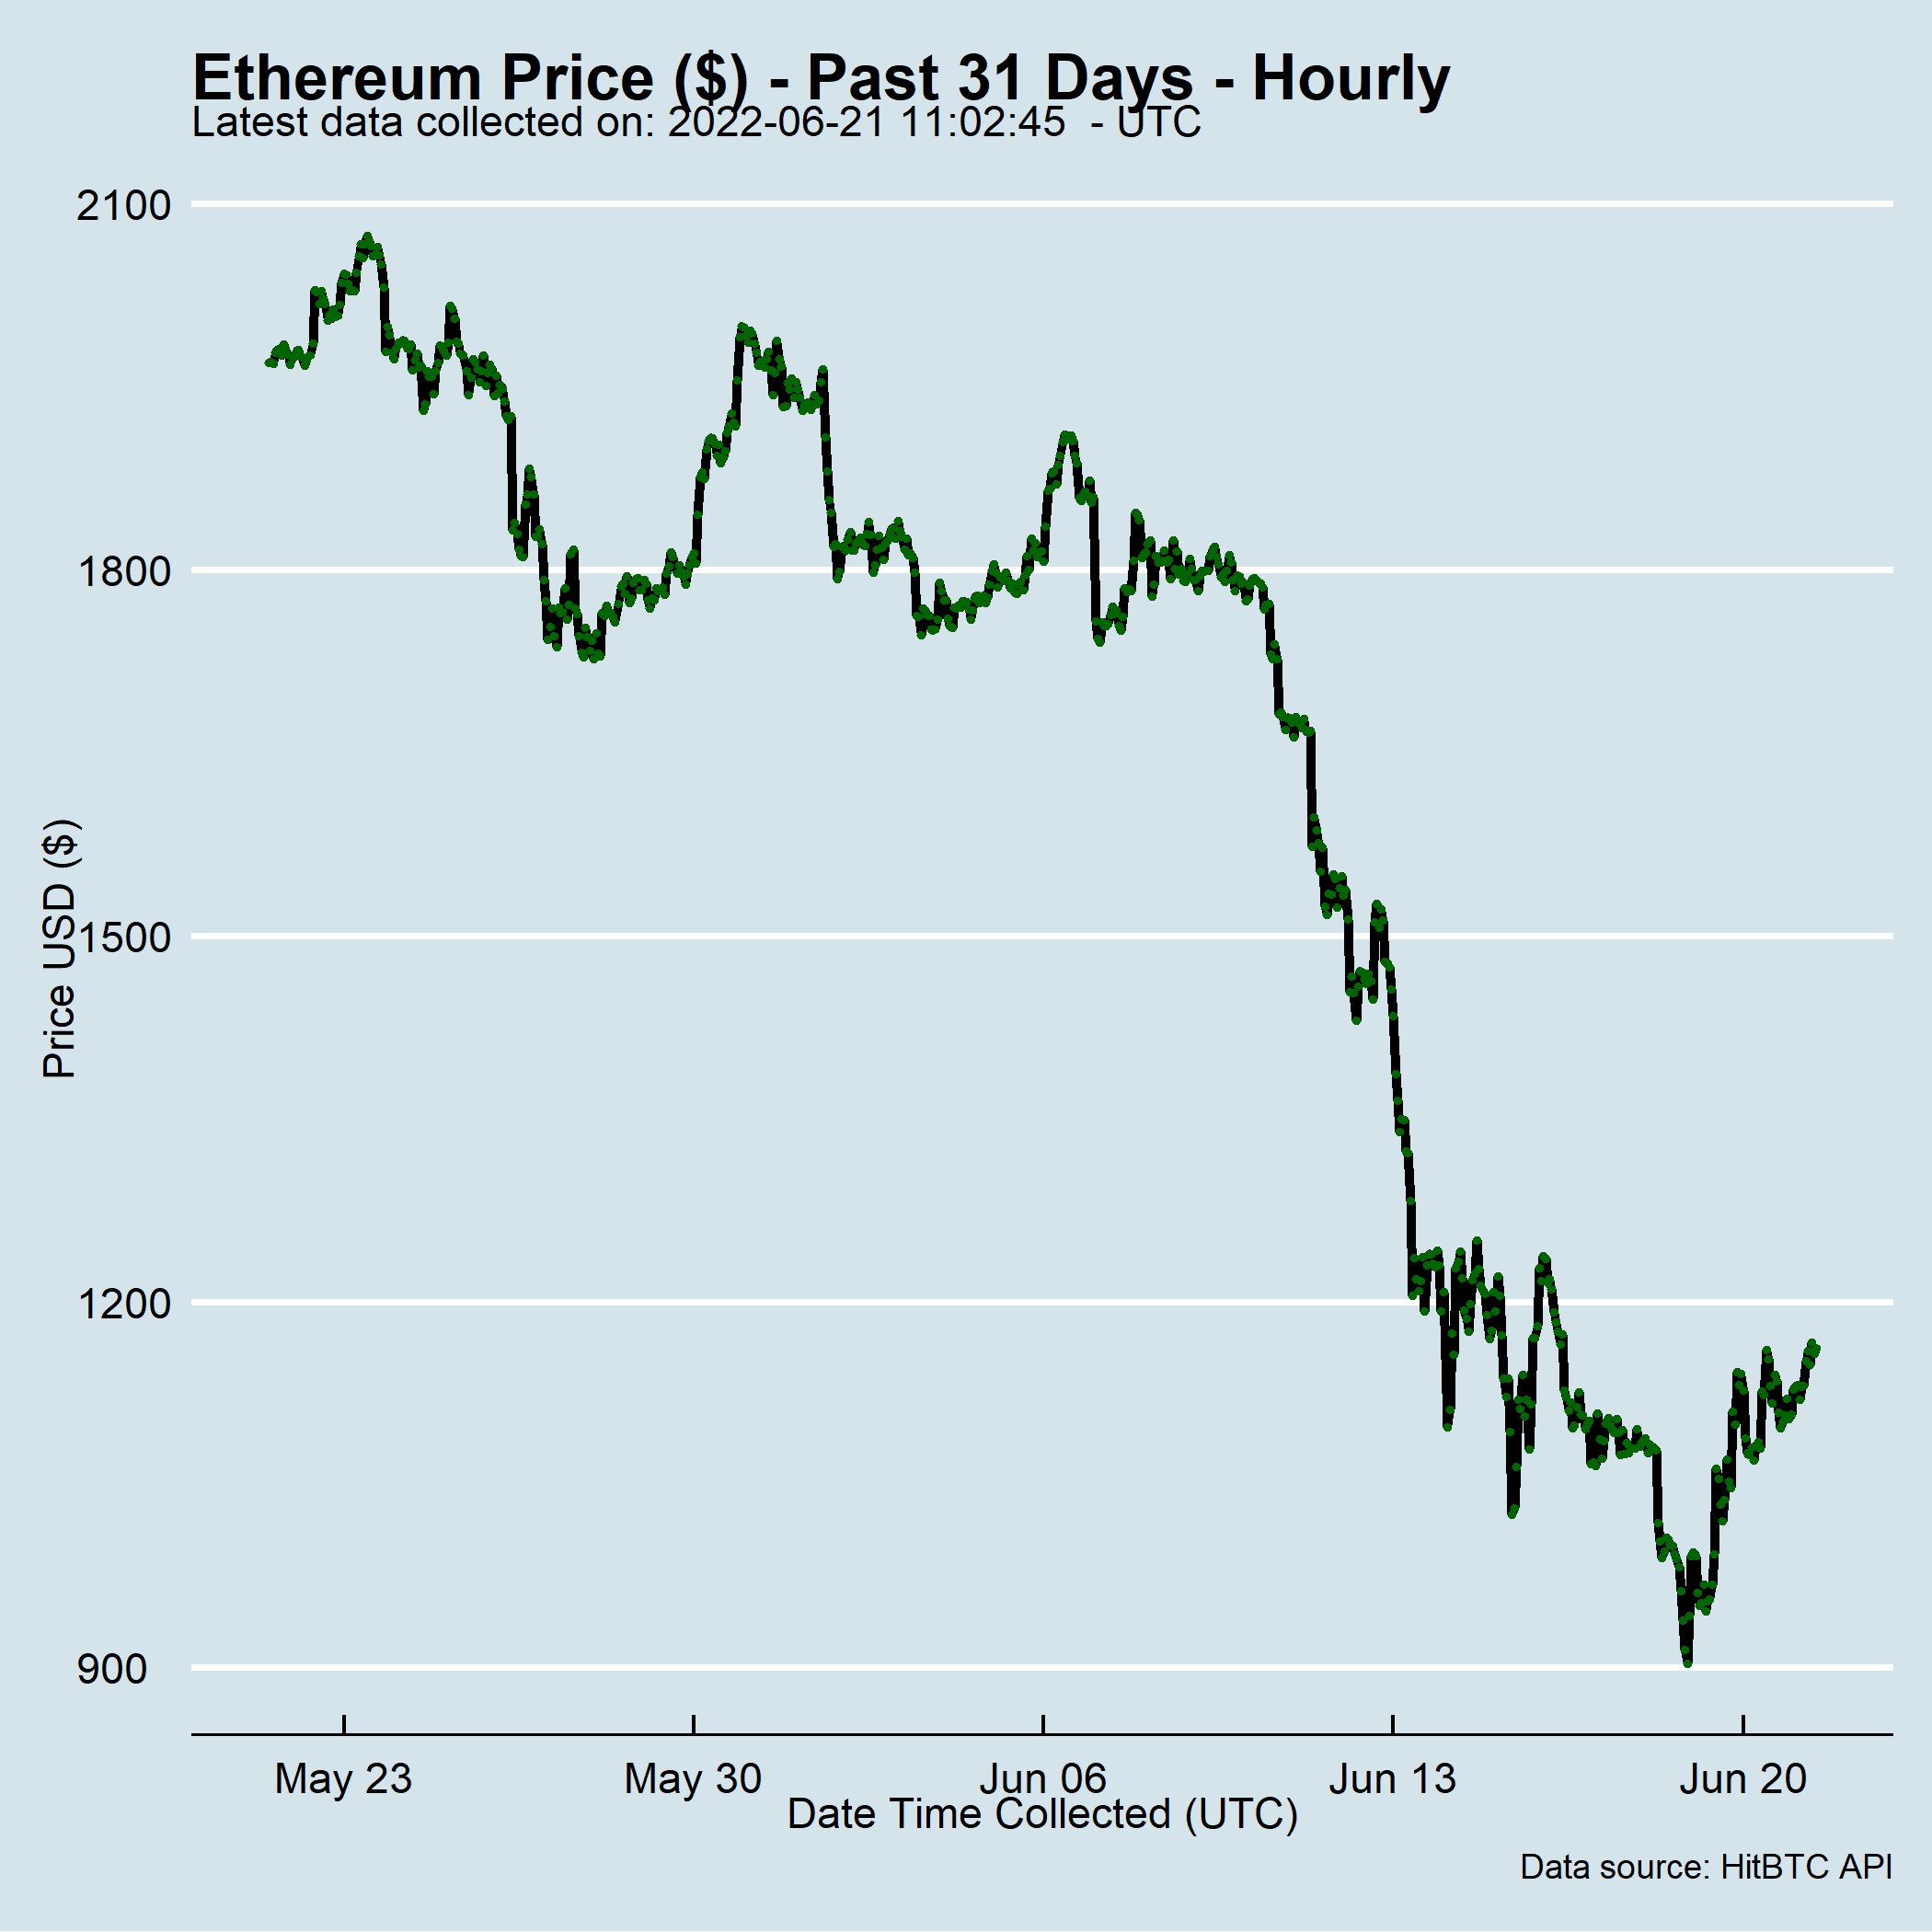 Ethereum Price ($) - Past 31 Days - Hourly
Latest data collected on: 2022-06-21 11:02:45  - UTC
2100
1800
1500
1200
900
Price USD ($)
May 23
May 30
Jun 06
Jun 13
Jun 20
Date Time Collected (UTC)
Data source: HitBTC API